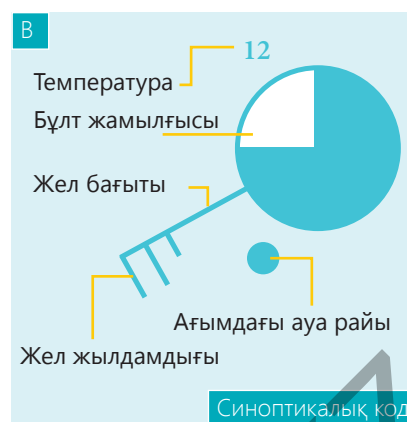 B
12
Температура
Бұлт жамылғысы
Жел бағыты
Ағымдағы ауа райы
Жел жылдамдығы
Синоптикалық код